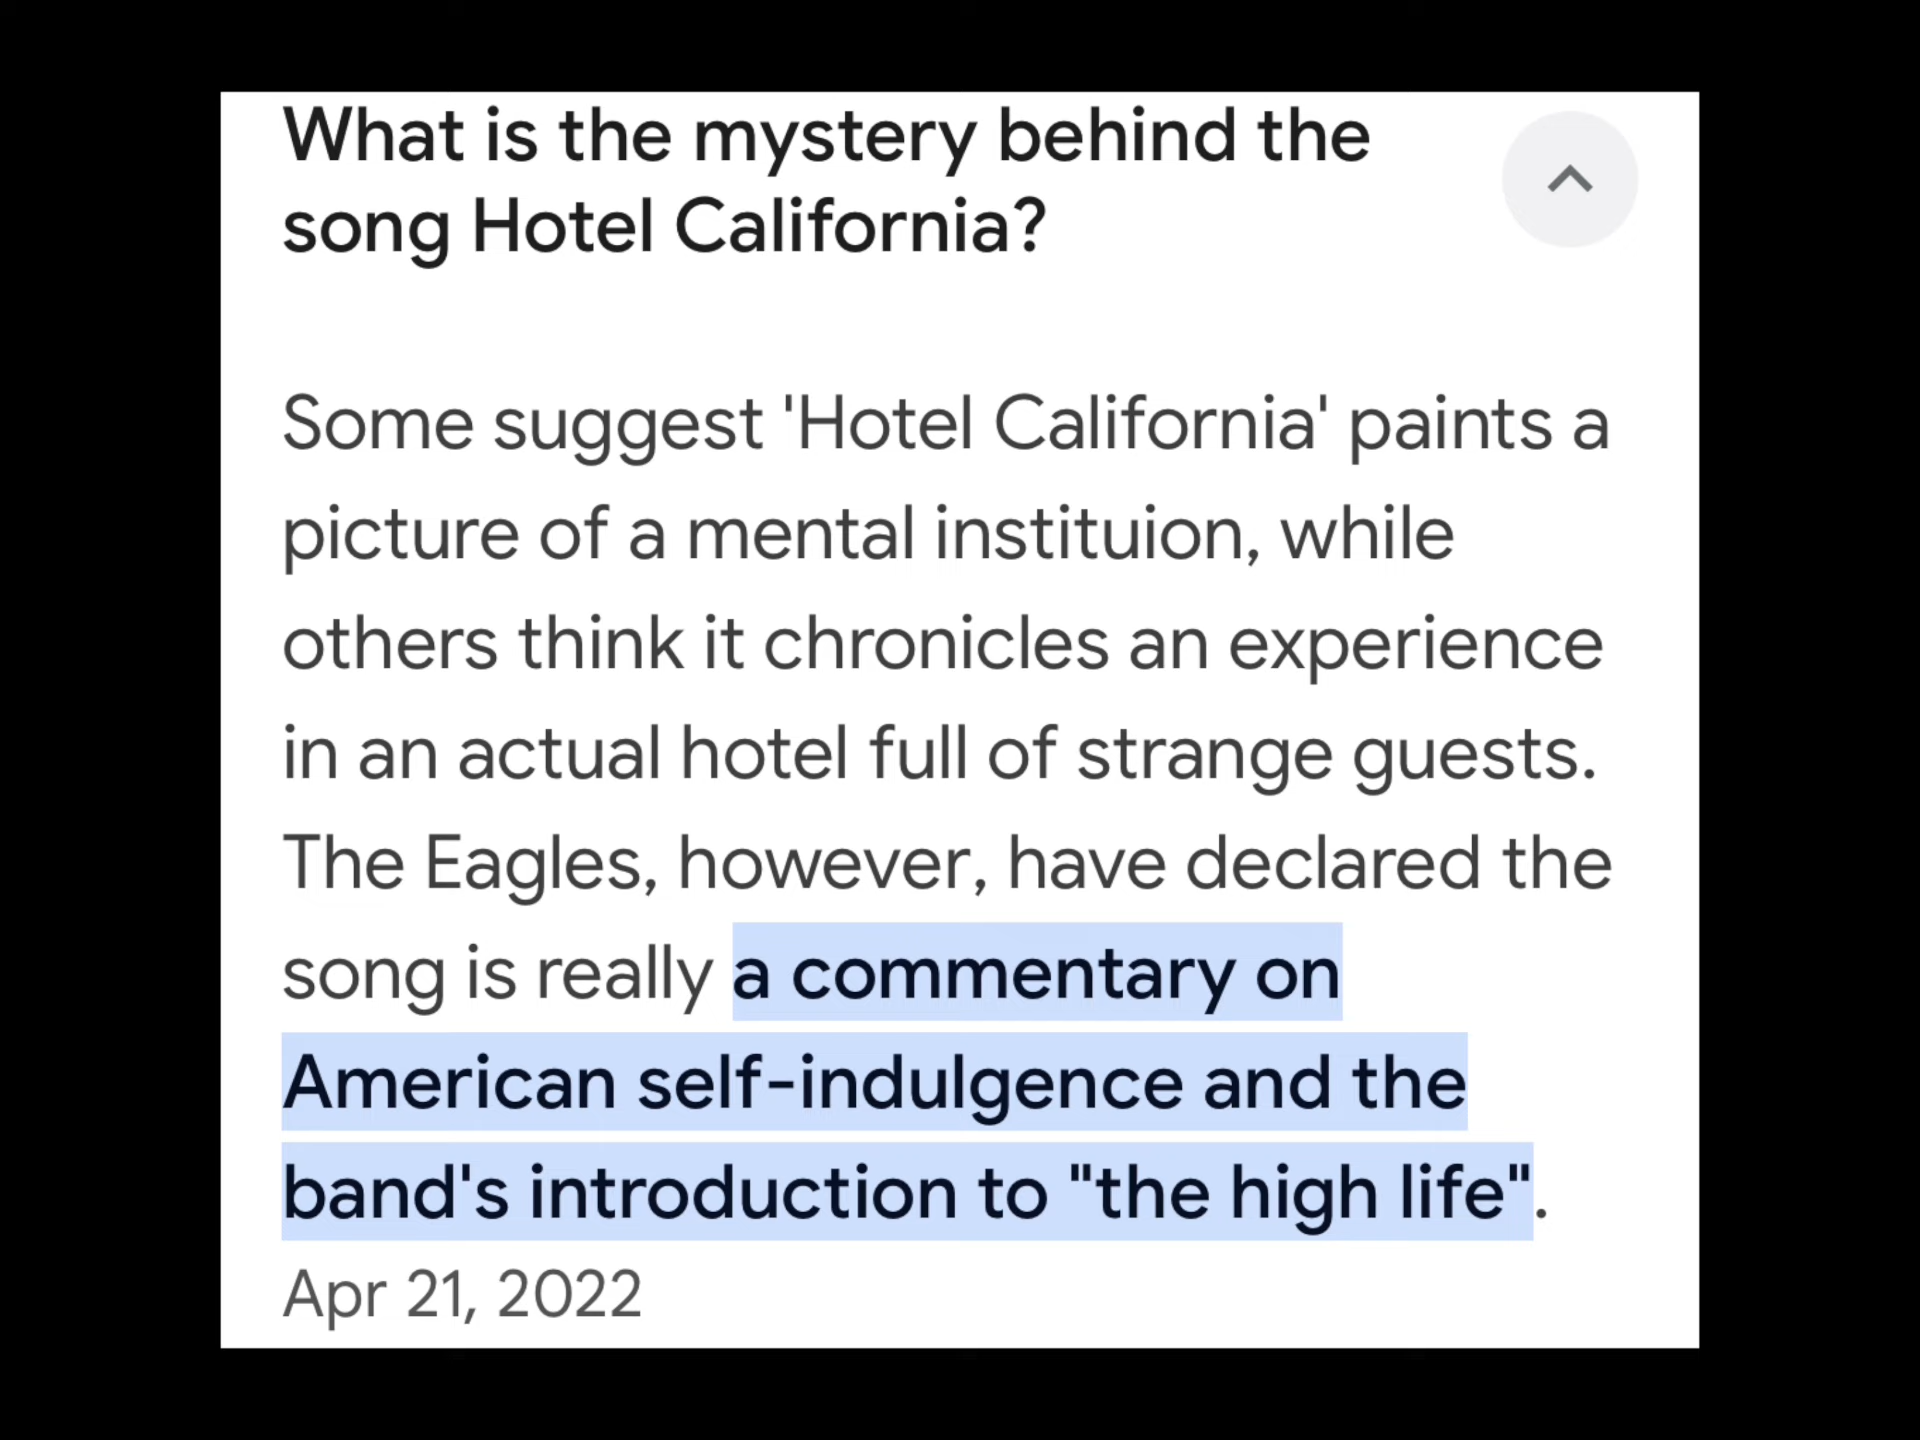 What is the mystery behind the
song Hotel California?
Some suggest 'Hotel California' paints a
picture of a mental instituion, while
others think it chronicles an experience
in an actual hotel full of strange guests.
The Eagles, however, have declared the
song is really a commentary on
American self-indulgence and the
band's introduction to "the high life".
Apr 21, 2022